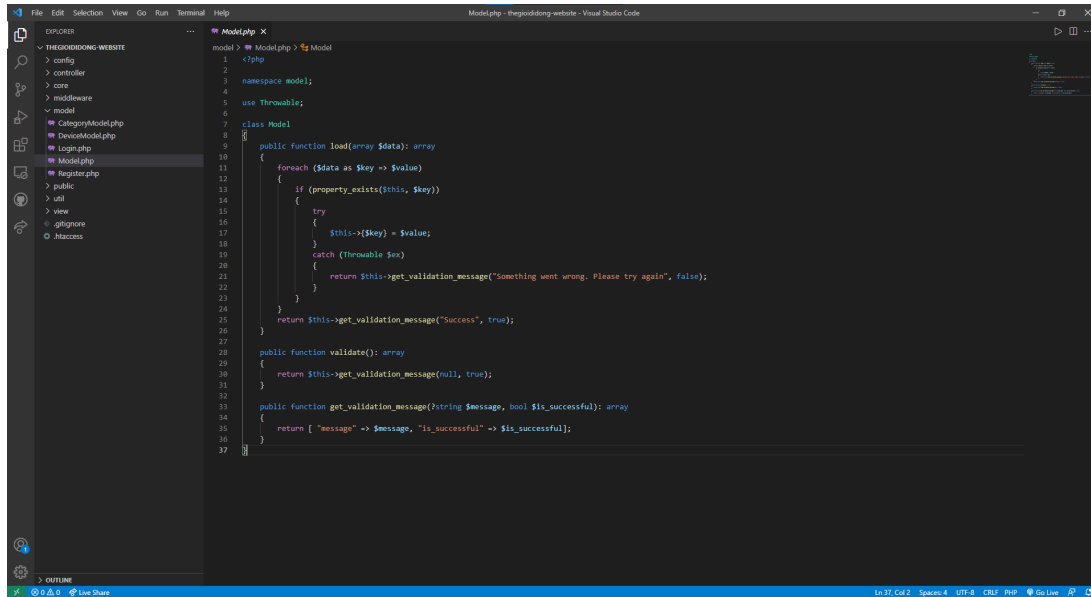 File Edit Selection View Go Run Terminal Help
Model.php - thegioididong-website - Visual Studio Code
EXPLORER
THEGIOIDIDONG-WEBSITE
> config
> controller
> core
> middleware
model
CategoryModel.php
DeviceModel.php
Login.php
Model.php
Register.php
> public
> util
> view
.gitignore
.htaccess
> OUTLINE
Model.php ×
model > Model.php > Model
1 <?php
2
3 namespace model;
4
5 use Throwable;
6
7 class Model
8 {
9     public function load(array $data): array
10     {
11         foreach ($data as $key => $value)
12         {
13             if (property_exists($this, $key))
14             {
15                 try
16                 {
17                     $this->{$key} = $value;
18                 }
19                 catch (Throwable $ex)
20                 {
21                     return $this->get_validation_message("Something went wrong. Please try again", false);
22                 }
23             }
24         }
25         return $this->get_validation_message("Success", true);
26     }
27
28     public function validate(): array
29     {
30         return $this->get_validation_message(null, true);
31     }
32
33     public function get_validation_message(?string $message, bool $is_successful): array
34     {
35         return [ "message" => $message, "is_successful" => $is_successful];
36     }
37 }
1
0 0 Live Share
Ln 37, Col 2 Spaces: 4 UTF-8 CRLF PHP Go Live